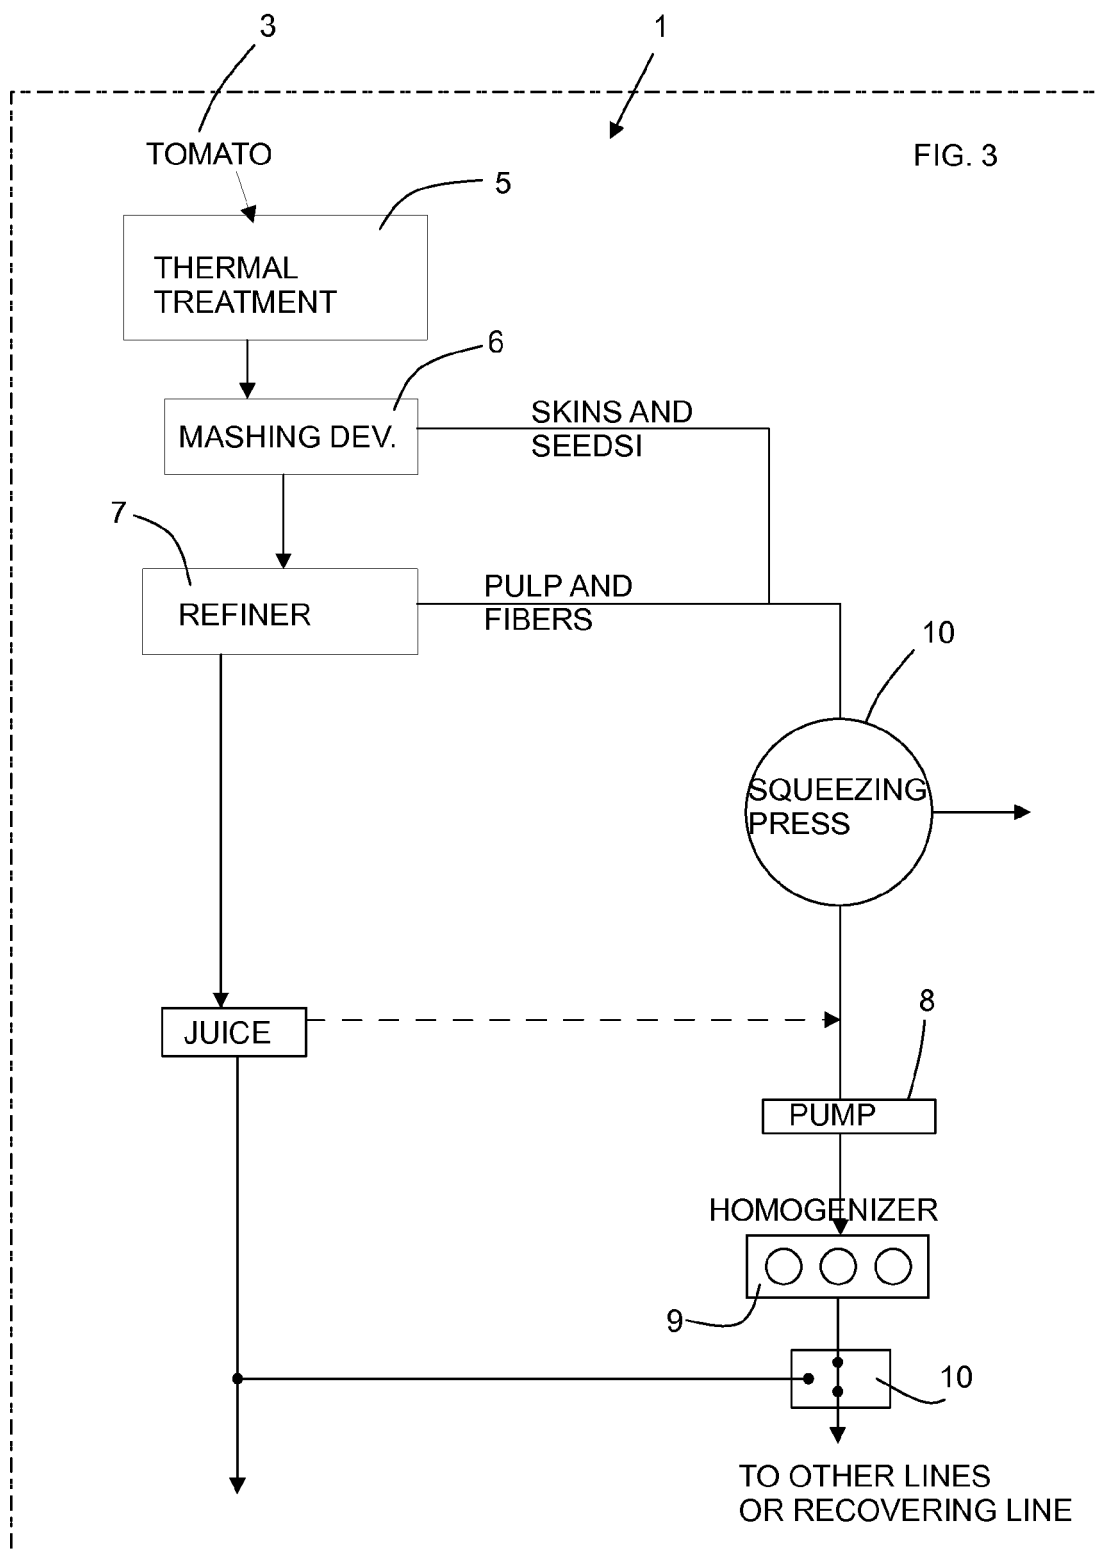 3
1
TOMATO
FIG. 3
5
THERMAL
TREATMENT
6
SKINS AND
MASHING DEV.
SEEDSI
7
PULP AND
REFINER
FIBERS
10
SQUEEZING
PRESS
8
JUICE
PUMP
HOMOGENIZER
9
10
TO OTHER LINES
OR RECOVERING LINE